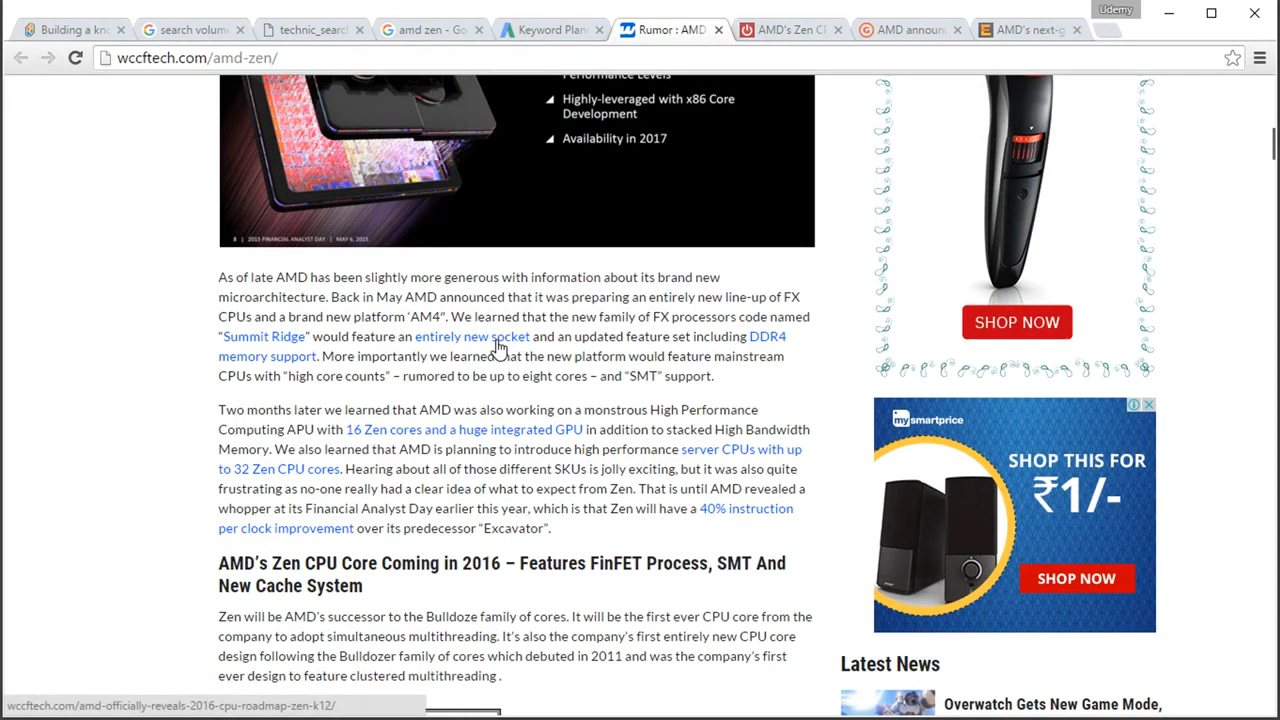 Udemy
Building a kno
search volume
technic_search
amd zen - Go
Keyword Plan
Rumor : AMD
AMD's Zen CP
AMD announ
AMD's next-g
wccftech.com/amd-zen/
Performance Levels
Highly-leveraged with x86 Core
Development
Availability in 2017
8 | 2015 FINANCIAL ANALYST DAY | MAY 6, 2015
As of late AMD has been slightly more generous with information about its brand new
microarchitecture. Back in May AMD announced that it was preparing an entirely new line-up of FX
CPUs and a brand new platform ‘AM4”. We learned that the new family of FX processors code named
“Summit Ridge” would feature an entirely new socket and an updated feature set including DDR4
memory support. More importantly we learned that the new platform would feature mainstream
CPUs with “high core counts” – rumored to be up to eight cores – and “SMT” support.
Two months later we learned that AMD was also working on a monstrous High Performance
Computing APU with 16 Zen cores and a huge integrated GPU in addition to stacked High Bandwidth
Memory. We also learned that AMD is planning to introduce high performance server CPUs with up
to 32 Zen CPU cores. Hearing about all of those different SKUs is jolly exciting, but it was also quite
frustrating as no-one really had a clear idea of what to expect from Zen. That is until AMD revealed a
whopper at its Financial Analyst Day earlier this year, which is that Zen will have a 40% instruction
per clock improvement over its predecessor “Excavator”.
AMD’s Zen CPU Core Coming in 2016 – Features FinFET Process, SMT And
New Cache System
Zen will be AMD’s successor to the Bulldoze family of cores. It will be the first ever CPU core from the
company to adopt simultaneous multithreading. It’s also the company’s first entirely new CPU core
design following the Bulldozer family of cores which debuted in 2011 and was the company’s first
ever design to feature clustered multithreading .
wccftech.com/amd-officially-reveals-2016-cpu-roadmap-zen-k12/
SHOP NOW
mysmartprice
SHOP THIS FOR
₹1/-
SHOP NOW
Latest News
Overwatch Gets New Game Mode,